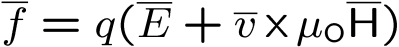 f̅ = q(E̅ + v̅ × μ₀H̅)